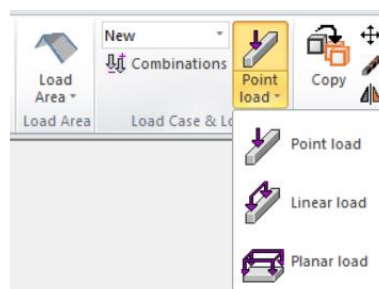 New
Combinations
Load
Area
Point
load
Copy
Load Area
Load Case & Lo
Point load
Linear load
Planar load